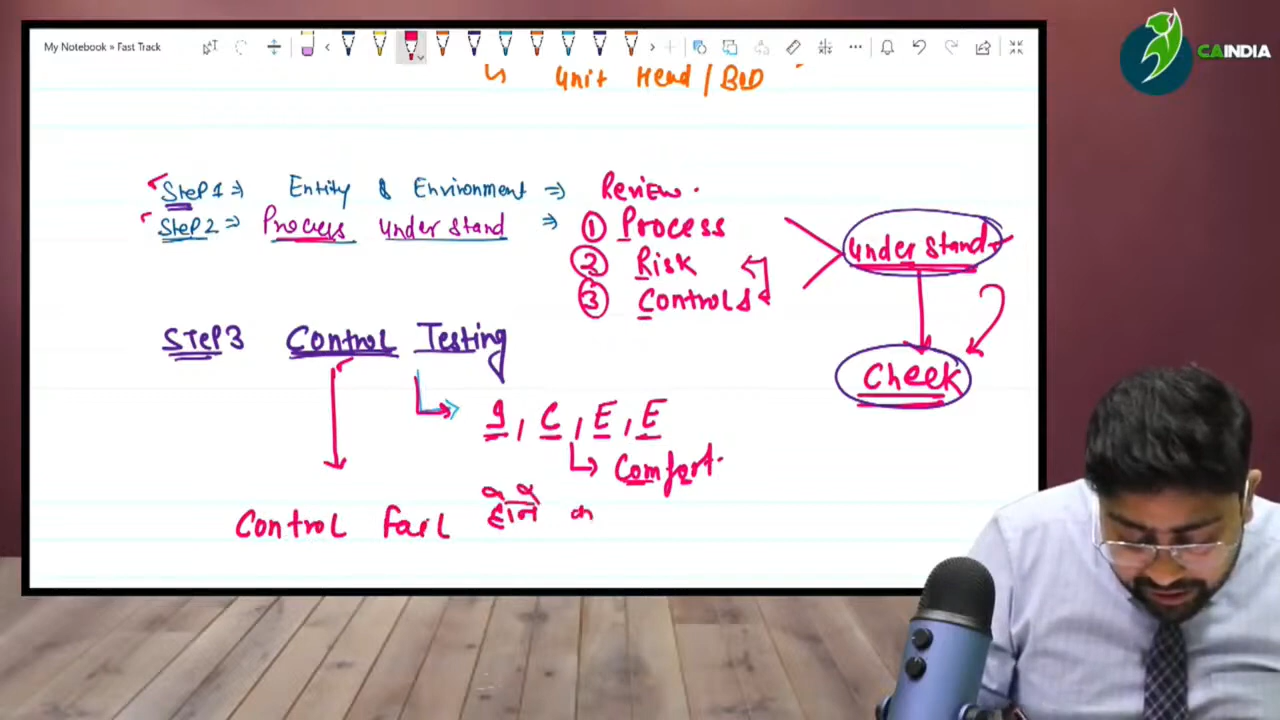 My Notebook » Fast Track
CAINDIA
Unit Head / BOD
Step 1 ⇒ Entity & Environment ⇒ Review.
Step 2 ⇒ Process understand ⇒ ① Process
② Risk
③ Controls
understand
Check
STEP 3 Control Testing
I, C, E, E
Comfort.
Control Fail होने